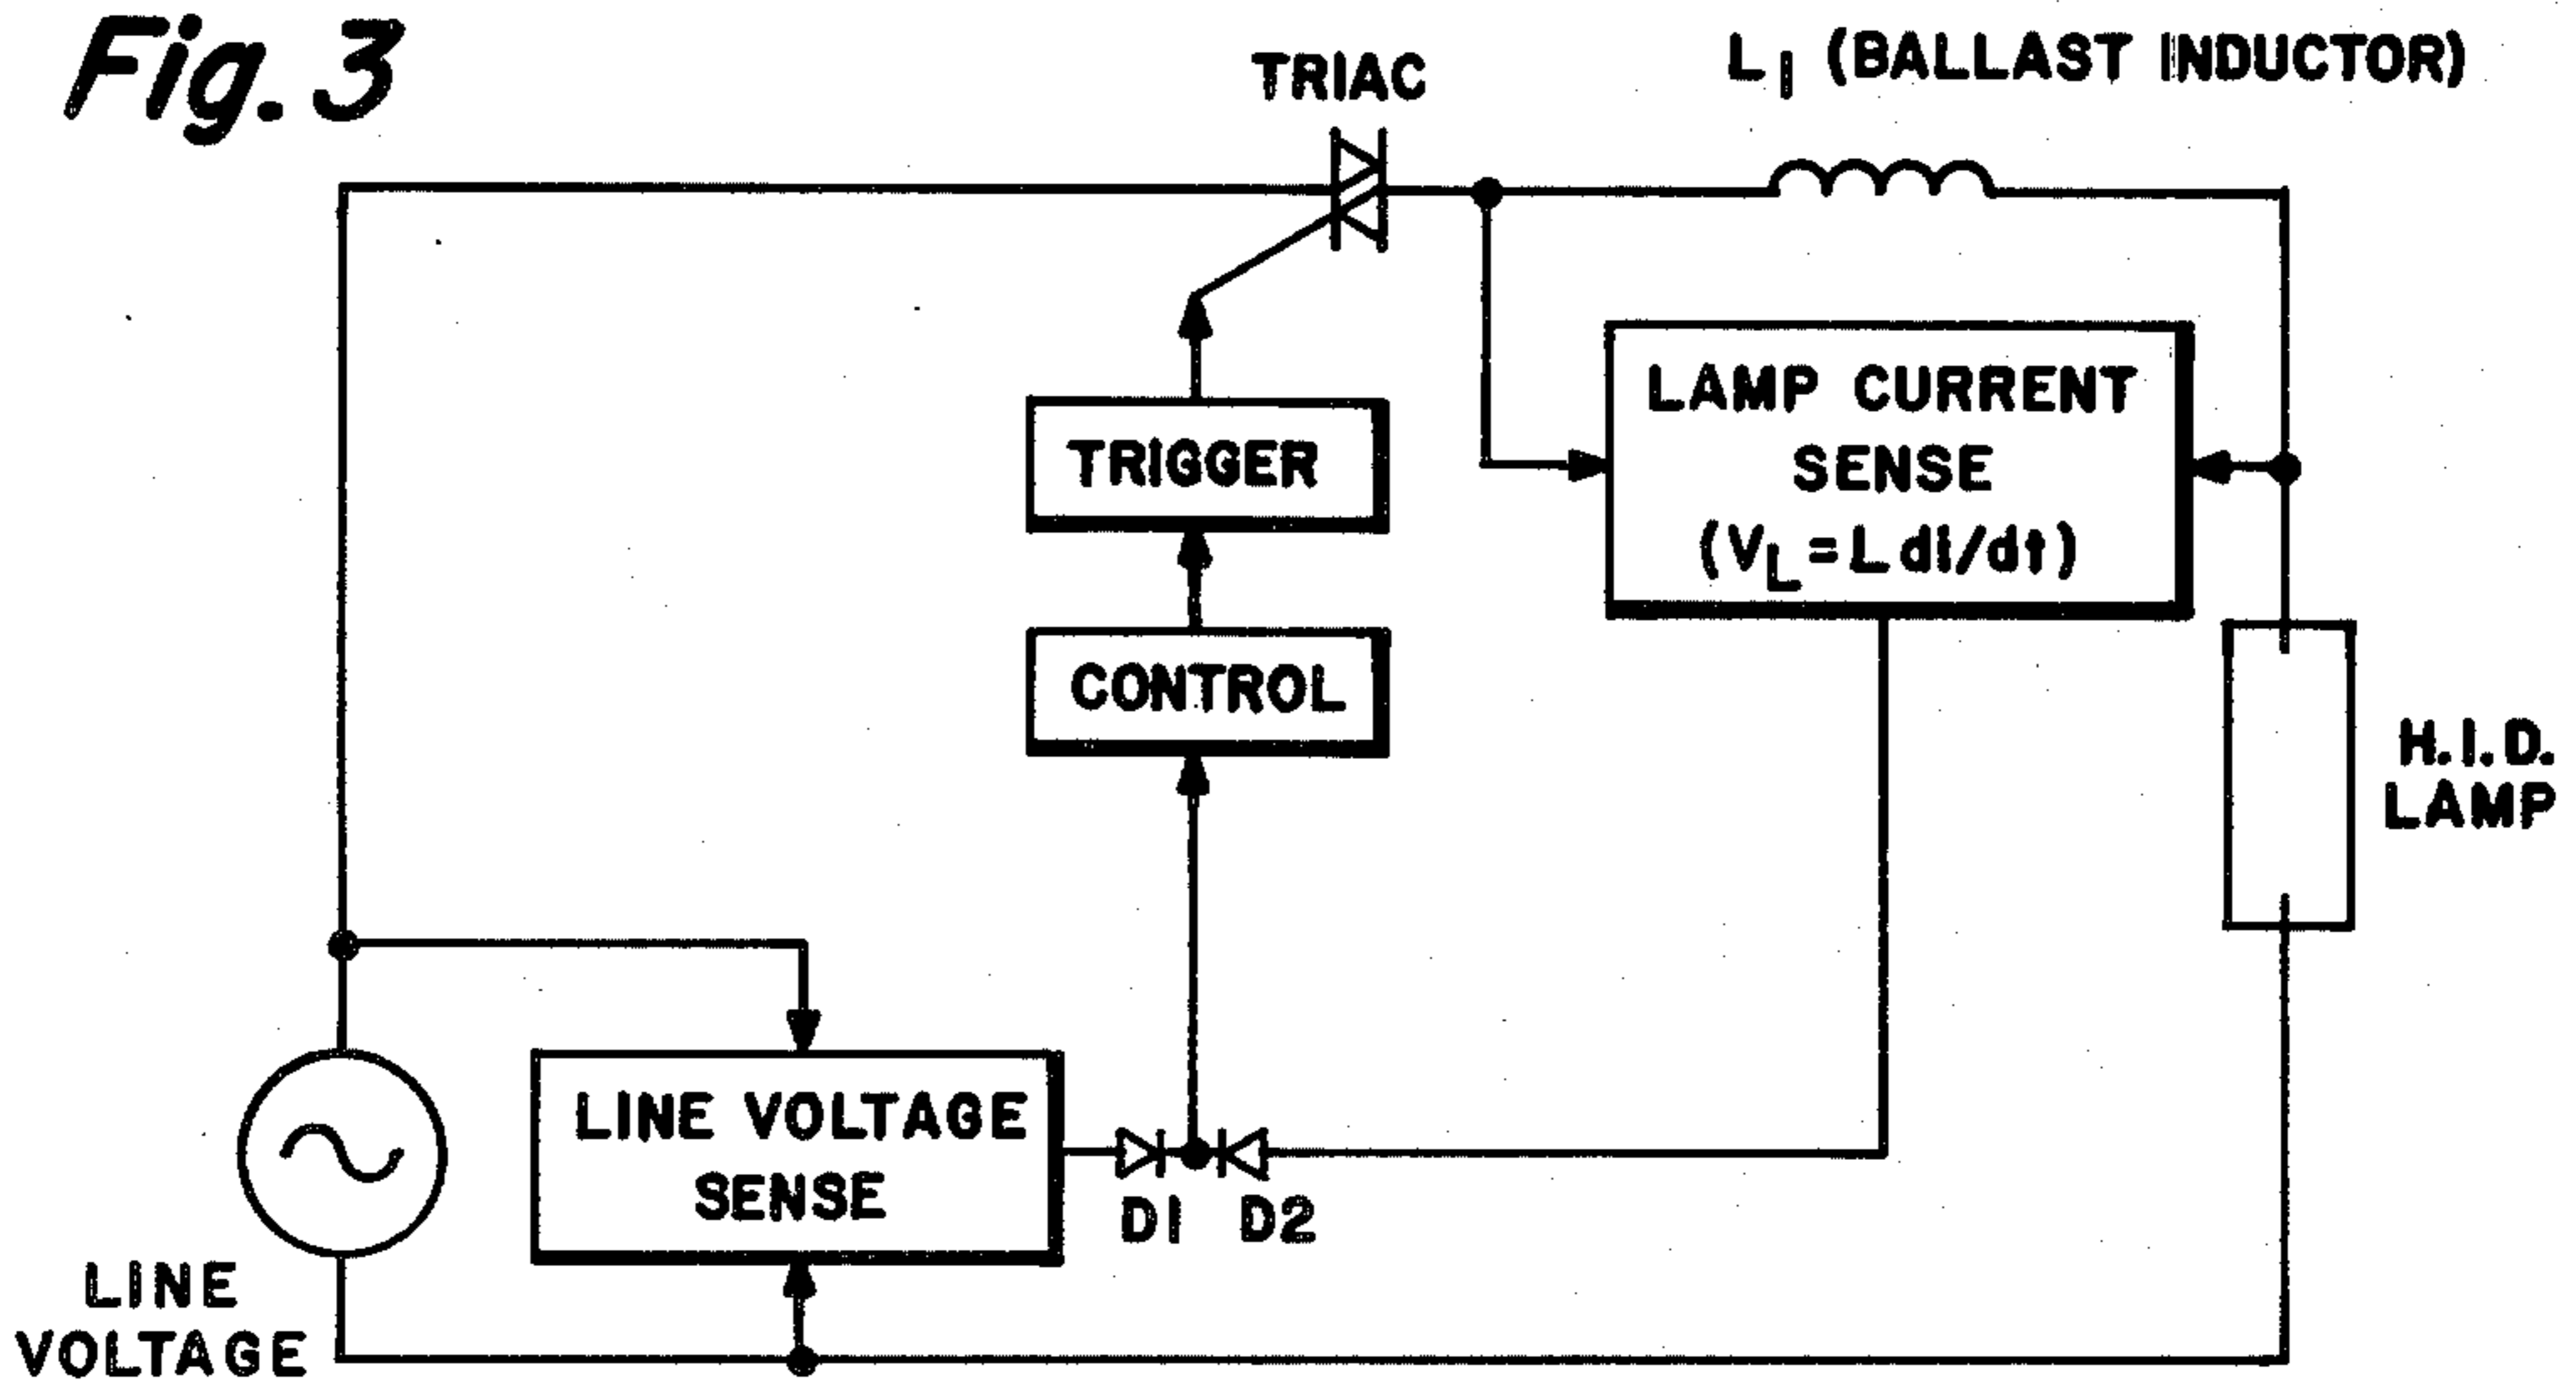 Fig. 3
TRIAC
L1 (BALLAST INDUCTOR)
TRIGGER
LAMP CURRENT
SENSE
(VL = L di/dt)
CONTROL
H.I.D.
LAMP
LINE VOLTAGE
SENSE
D1 D2
LINE
VOLTAGE